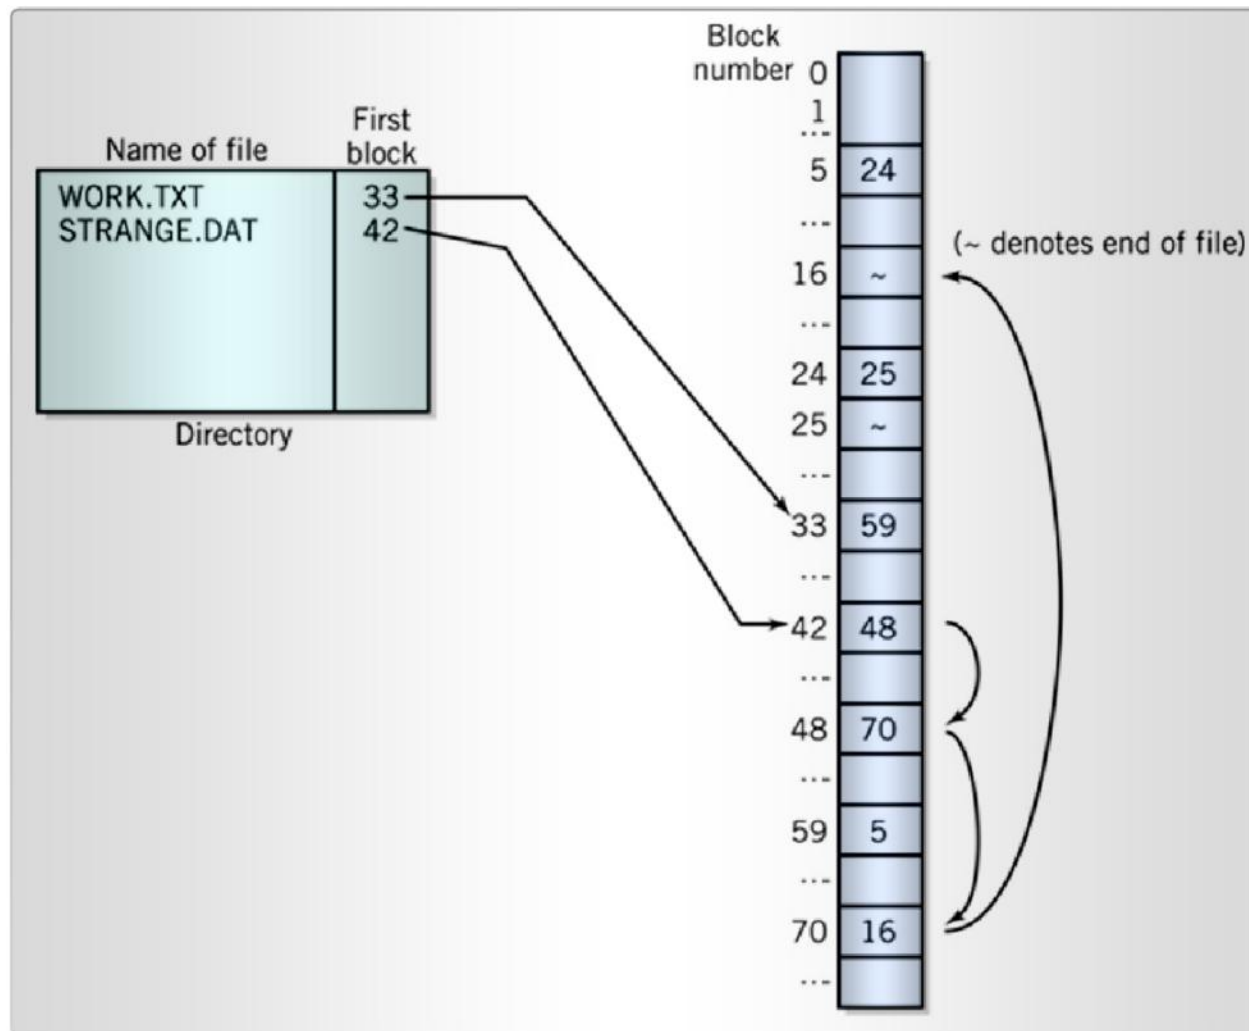 Block
number 0
1
...
Name of file
First
block
WORK.TXT 33
STRANGE.DAT 42
Directory
5 24
...
(~ denotes end of file)
16 ~
...
24 25
25 ~
...
33 59
...
42 48
...
48 70
...
59 5
...
70 16
...